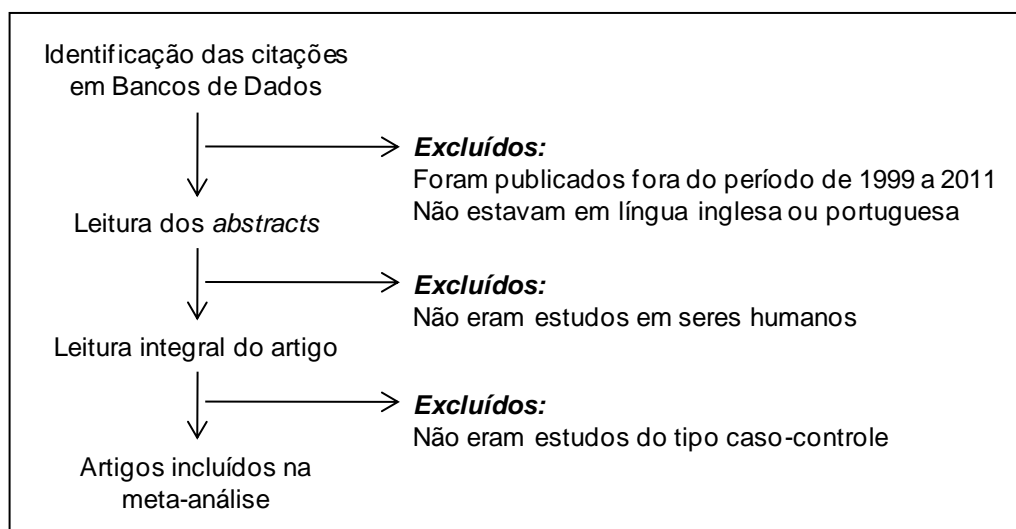 Identificação das citações
em Bancos de Dados
Excluídos:
Foram publicados fora do período de 1999 a 2011
Não estavam em língua inglesa ou portuguesa
Leitura dos abstracts
Excluídos:
Não eram estudos em seres humanos
Leitura integral do artigo
Excluídos:
Não eram estudos do tipo caso-controle
Artigos incluídos na
meta-análise